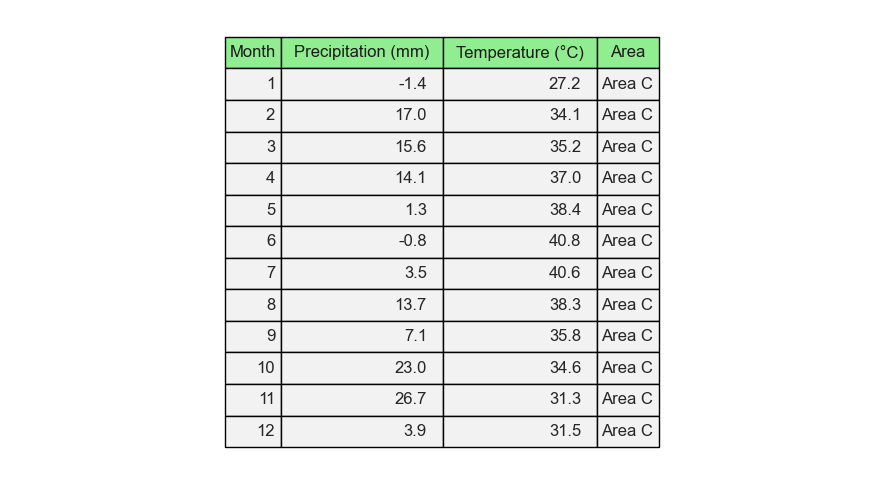 Month Precipitation (mm) Temperature (°C) Area
1 -1.4 27.2 Area C
2 17.0 34.1 Area C
3 15.6 35.2 Area C
4 14.1 37.0 Area C
5 1.3 38.4 Area C
6 -0.8 40.8 Area C
7 3.5 40.6 Area C
8 13.7 38.3 Area C
9 7.1 35.8 Area C
10 23.0 34.6 Area C
11 26.7 31.3 Area C
12 3.9 31.5 Area C